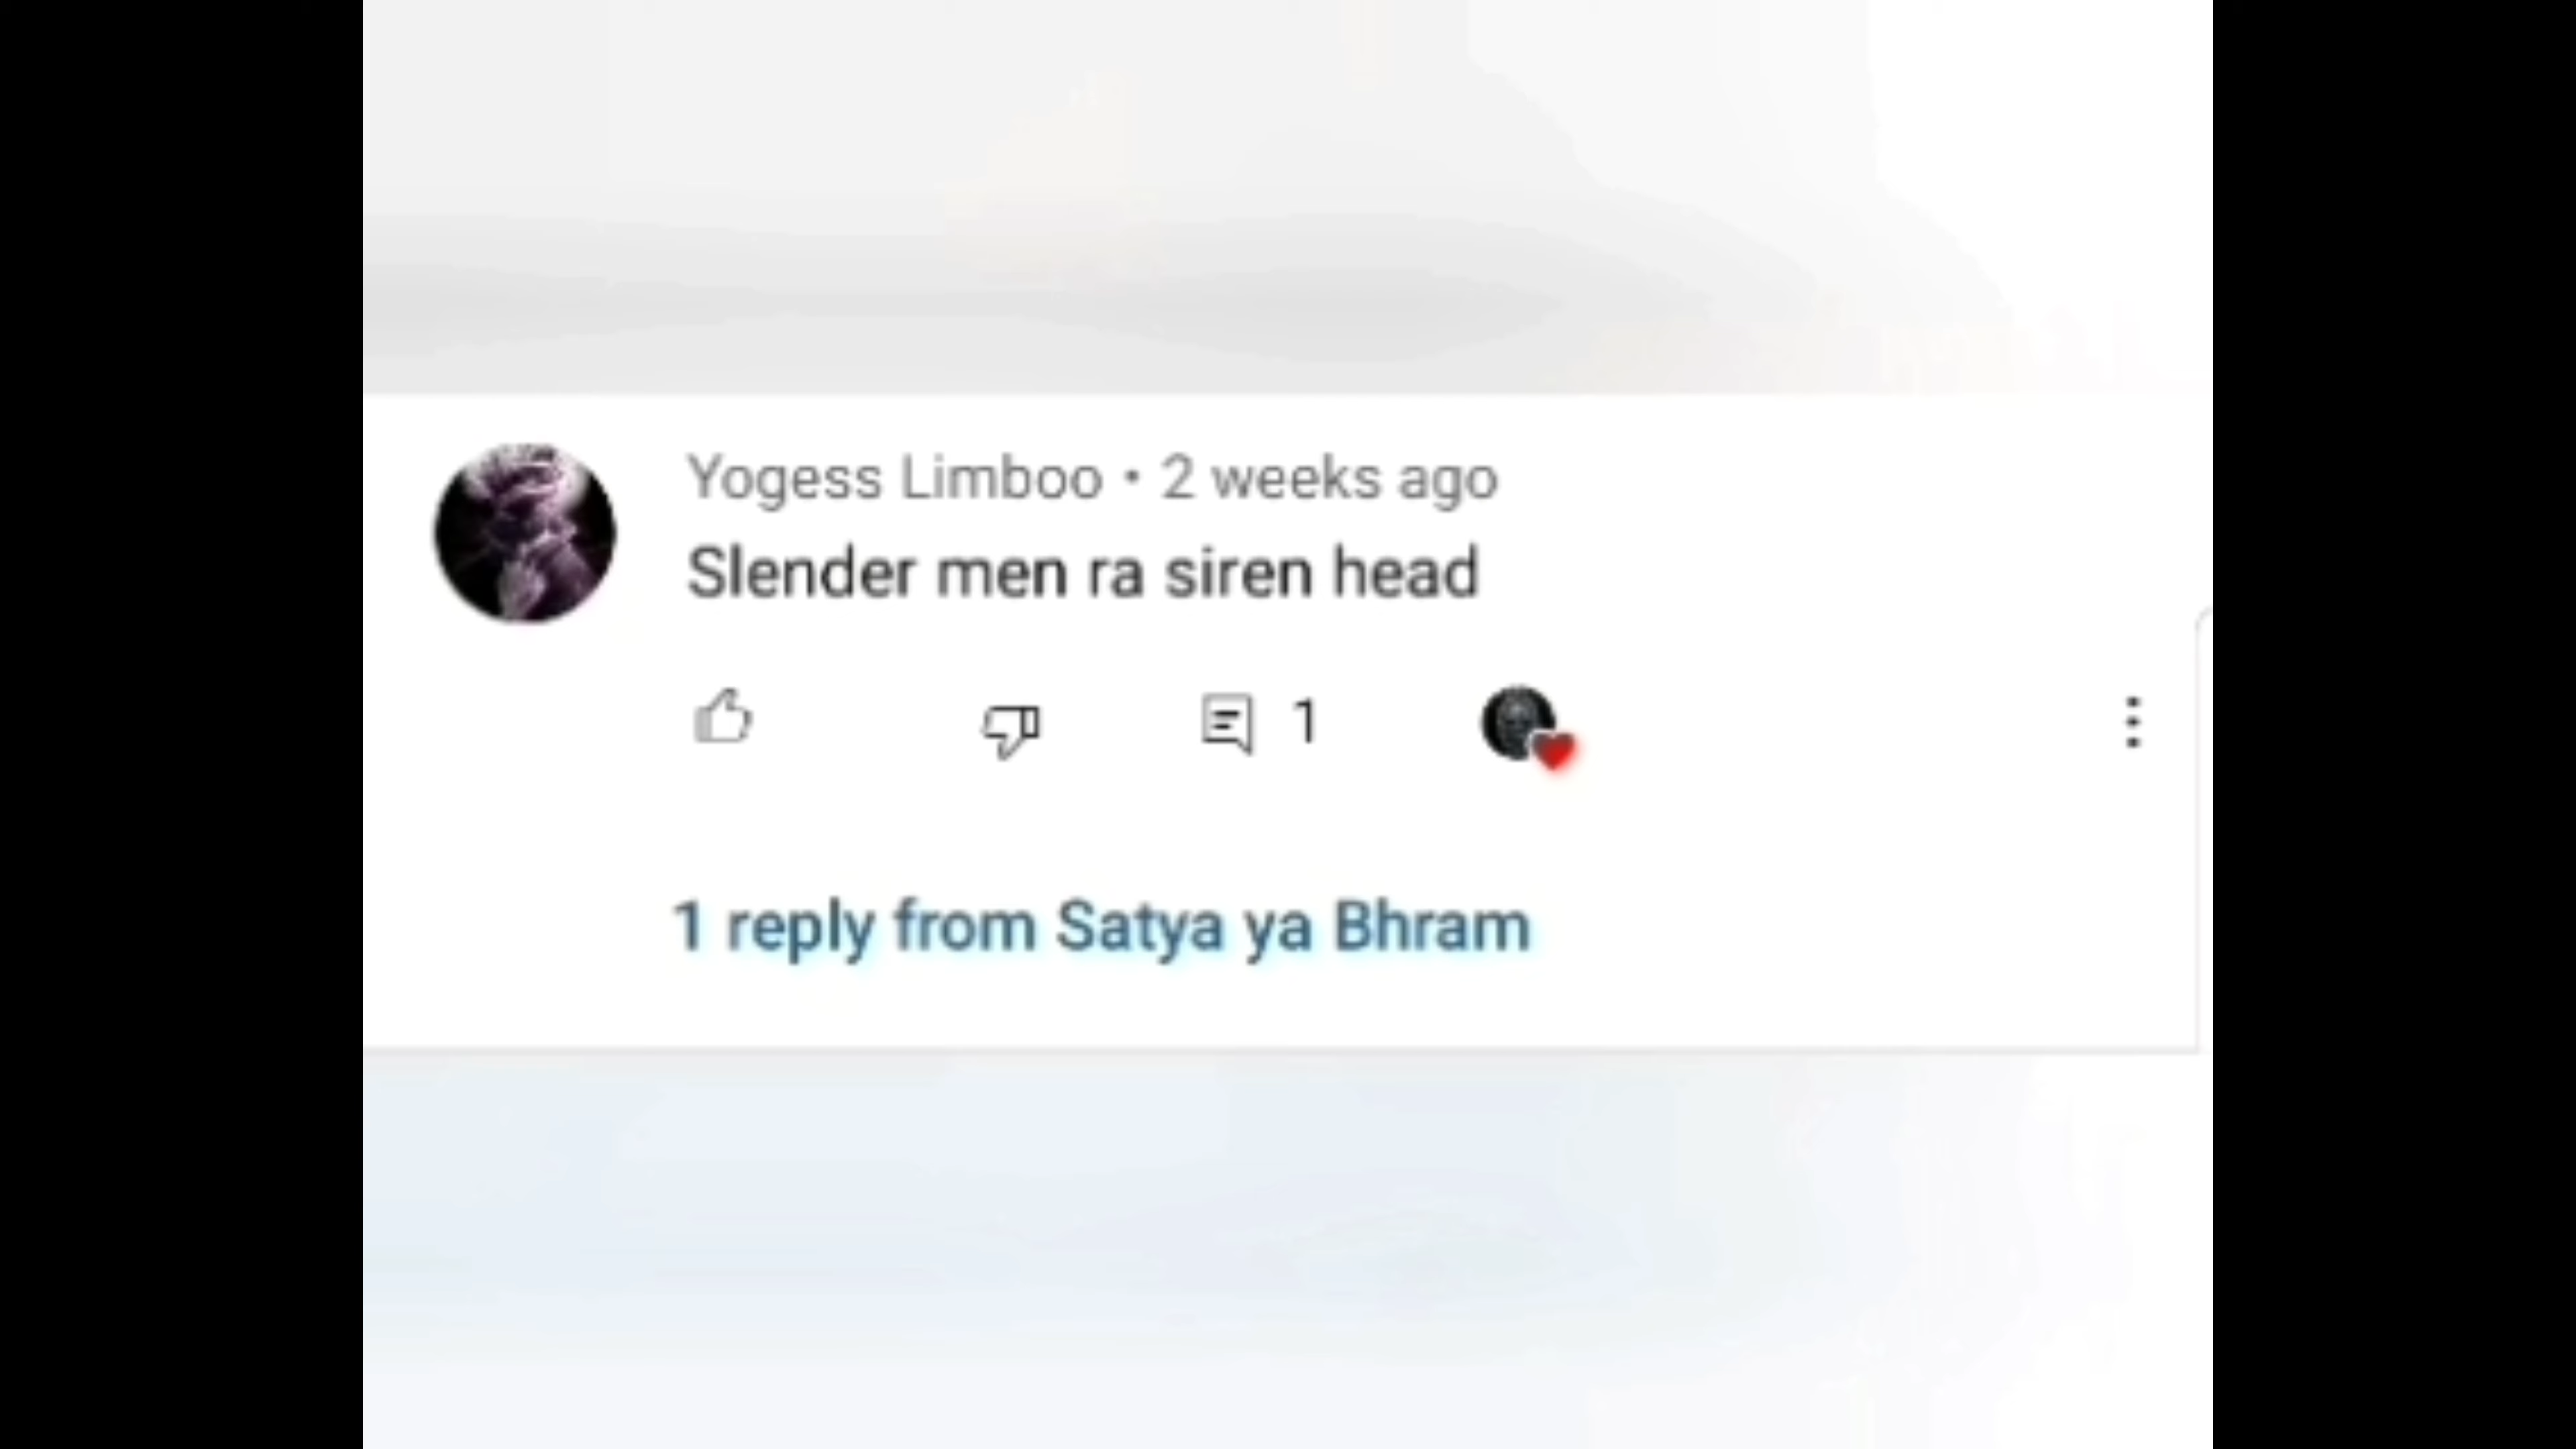 Yogess Limboo • 2 weeks ago
Slender men ra siren head
1
1 reply from Satya ya Bhram